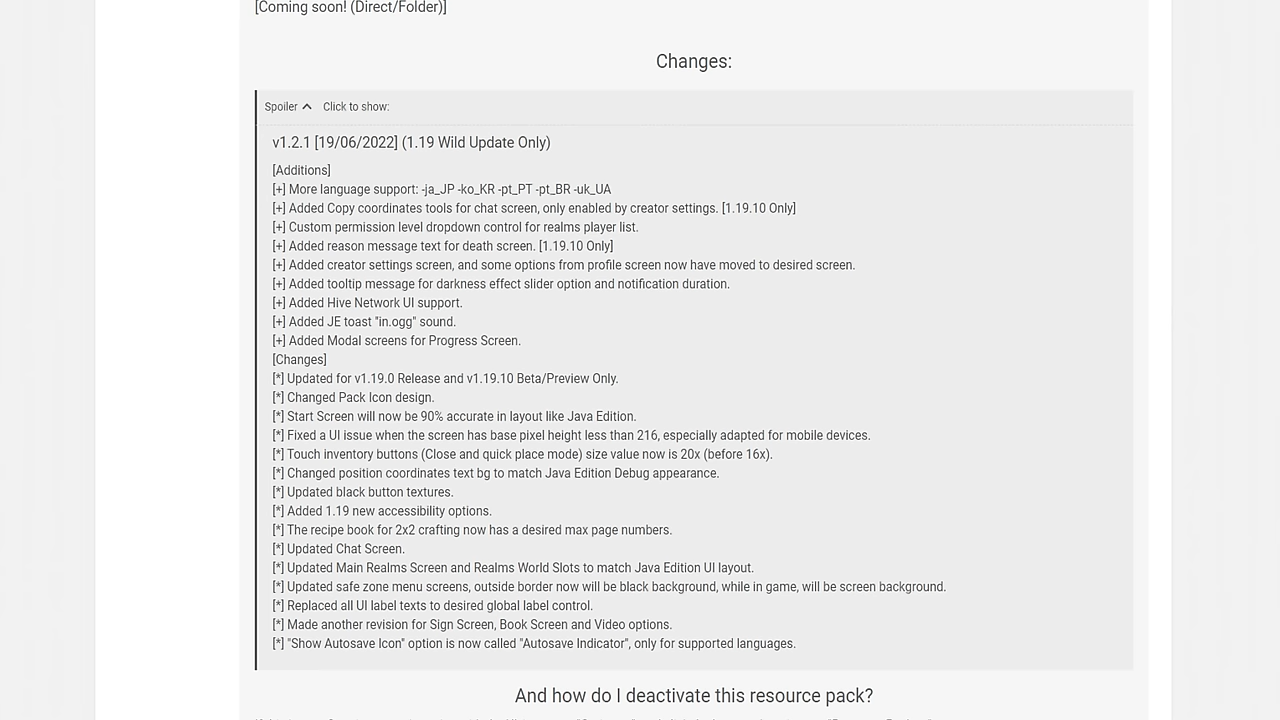 [Coming soon! (Direct/Folder)]
Changes:
Spoiler Click to show:
v1.2.1 [19/06/2022] (1.19 Wild Update Only)
[Additions]
[+] More language support: -ja_JP -ko_KR -pt_PT -pt_BR -uk_UA
[+] Added Copy coordinates tools for chat screen, only enabled by creator settings. [1.19.10 Only]
[+] Custom permission level dropdown control for realms player list.
[+] Added reason message text for death screen. [1.19.10 Only]
[+] Added creator settings screen, and some options from profile screen now have moved to desired screen.
[+] Added tooltip message for darkness effect slider option and notification duration.
[+] Added Hive Network UI support.
[+] Added JE toast "in.ogg" sound.
[+] Added Modal screens for Progress Screen.
[Changes]
[*] Updated for v1.19.0 Release and v1.19.10 Beta/Preview Only.
[*] Changed Pack Icon design.
[*] Start Screen will now be 90% accurate in layout like Java Edition.
[*] Fixed a UI issue when the screen has base pixel height less than 216, especially adapted for mobile devices.
[*] Touch inventory buttons (Close and quick place mode) size value now is 20x (before 16x).
[*] Changed position coordinates text bg to match Java Edition Debug appearance.
[*] Updated black button textures.
[*] Added 1.19 new accessibility options.
[*] The recipe book for 2x2 crafting now has a desired max page numbers.
[*] Updated Chat Screen.
[*] Updated Main Realms Screen and Realms World Slots to match Java Edition UI layout.
[*] Updated safe zone menu screens, outside border now will be black background, while in game, will be screen background.
[*] Replaced all UI label texts to desired global label control.
[*] Made another revision for Sign Screen, Book Screen and Video options.
[*] "Show Autosave Icon" option is now called "Autosave Indicator", only for supported languages.
And how do I deactivate this resource pack?